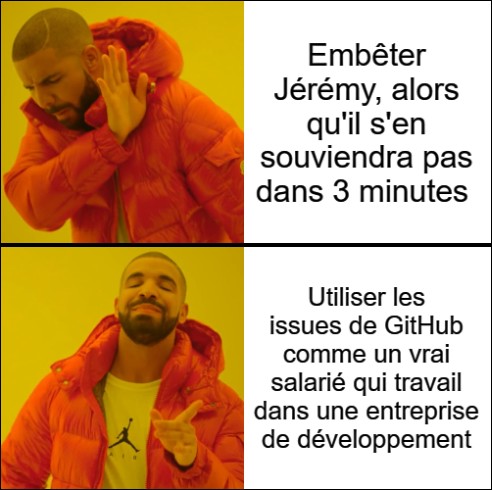 Embêter
Jérémy, alors
qu'il s'en
souviendra pas
dans 3 minutes
Utiliser les
issues de GitHub
comme un vrai
salarié qui travail
dans une entreprise
de développement